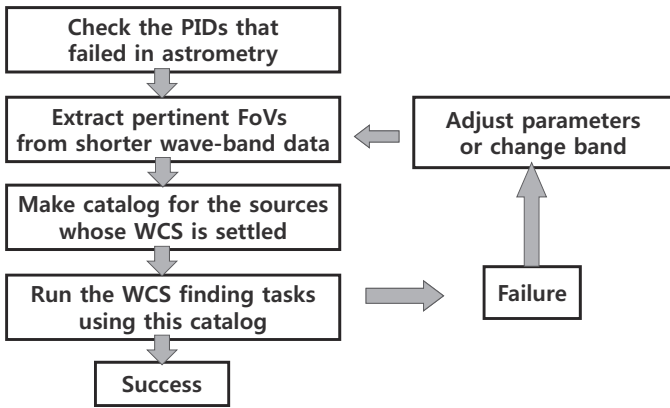 Check the PIDs that
failed in astrometry
Extract pertinent FoVs
from shorter wave-band data
Make catalog for the sources
whose WCS is settled
Run the WCS finding tasks
using this catalog
Success
Failure
Adjust parameters
or change band